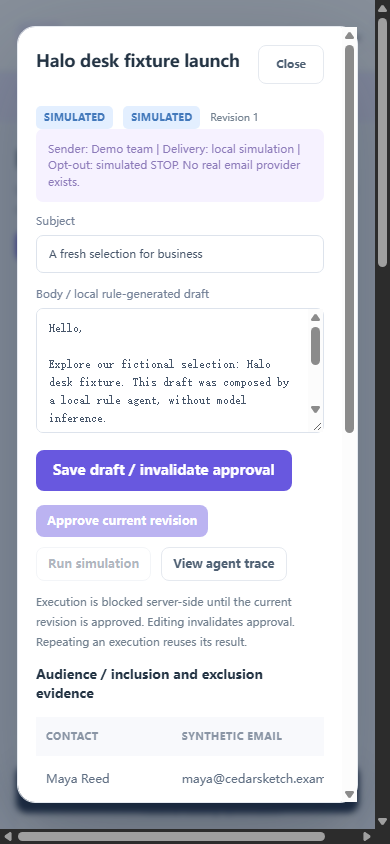 Halo desk fixture launch
Close
SIMULATED SIMULATED Revision 1
Sender: Demo team | Delivery: local simulation |
Opt-out: simulated STOP. No real email provider
exists.
Subject
A fresh selection for business
Body / local rule-generated draft
Hello,
Explore our fictional selection: Halo
desk fixture. This draft was composed by
a local rule agent, without model
inference.
Save draft / invalidate approval
Approve current revision
Run simulation View agent trace
Execution is blocked server-side until the current
revision is approved. Editing invalidates approval.
Repeating an execution reuses its result.
Audience / inclusion and exclusion
evidence
CONTACT SYNTHETIC EMAIL
Maya Reed maya@cedarsketch.exam